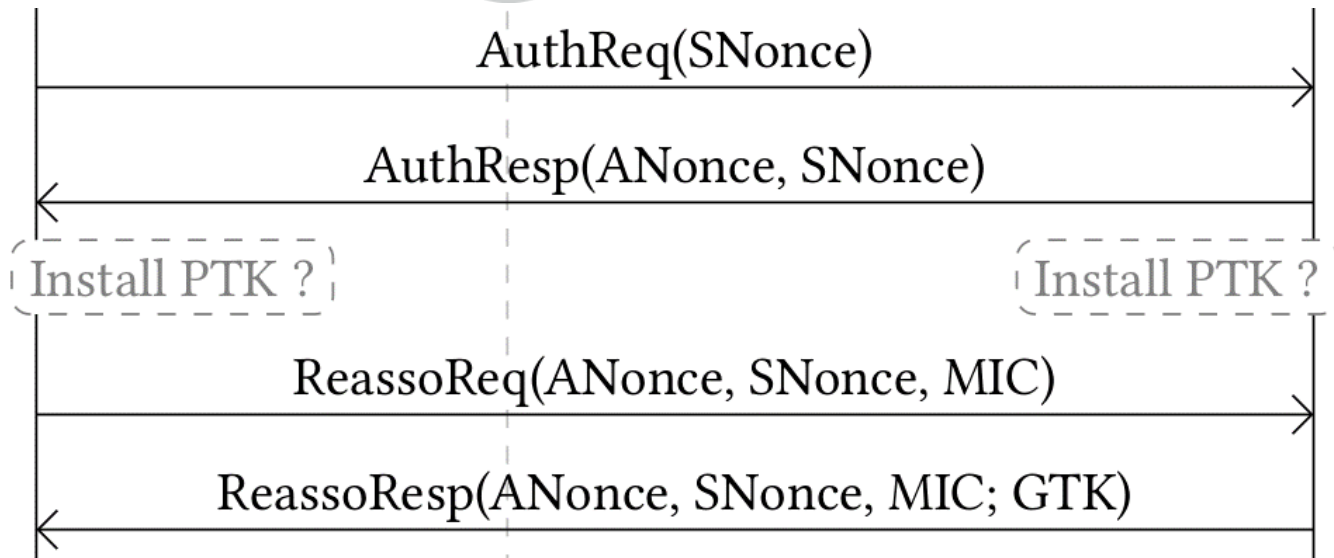 AuthReq(SNonce)
AuthResp(ANonce, SNonce)
Install PTK ? Install PTK ?
ReassoReq(ANonce, SNonce, MIC)
ReassoResp(ANonce, SNonce, MIC; GTK)